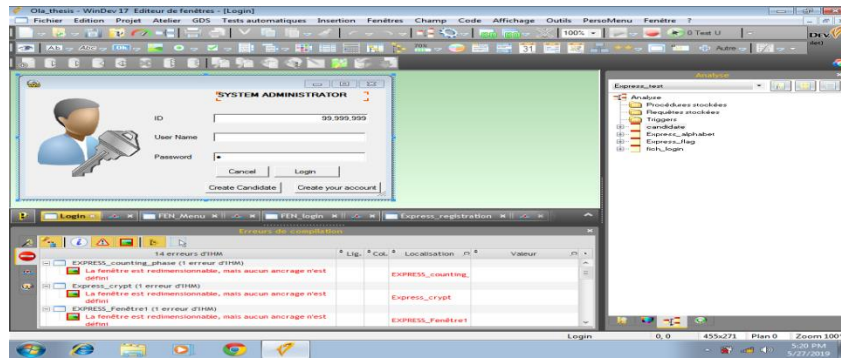 Ola_thesis - WinDev 17 Editeur de fenêtres - [Login]
Fichier Edition Projet Atelier GDS Tests automatiques Insertion Fenêtres Champ Code Affichage Outils PersoMenu Fenêtre ?
100% 0 Test U
70% 31 Autre
SYSTEM ADMINISTRATOR
ID 99,999,999
User Name
Password
Cancel Login
Create Candidate Create your account
Analyse
Express_test
Analyse
Procédures stockées
Requêtes stockées
Triggers
candidate
Express_alphabet
Express_flag
fich_login
Login FEN_Menu FEN_login Express_registration
Erreurs de compilation
14 erreurs d'IHM Lig. Col. Localisation Valeur
EXPRESS_counting_phase (1 erreur d'IHM)
La fenêtre est redimensionnable, mais aucun ancrage n'est défini EXPRESS_counting_
Express_crypt (1 erreur d'IHM)
La fenêtre est redimensionnable, mais aucun ancrage n'est défini Express_crypt
EXPRESS_Fenêtre1 (1 erreur d'IHM)
La fenêtre est redimensionnable, mais aucun ancrage n'est défini EXPRESS_Fenêtre1
Login 0, 0 455x271 Plan 0 Zoom 100
5:20 PM
5/27/2019